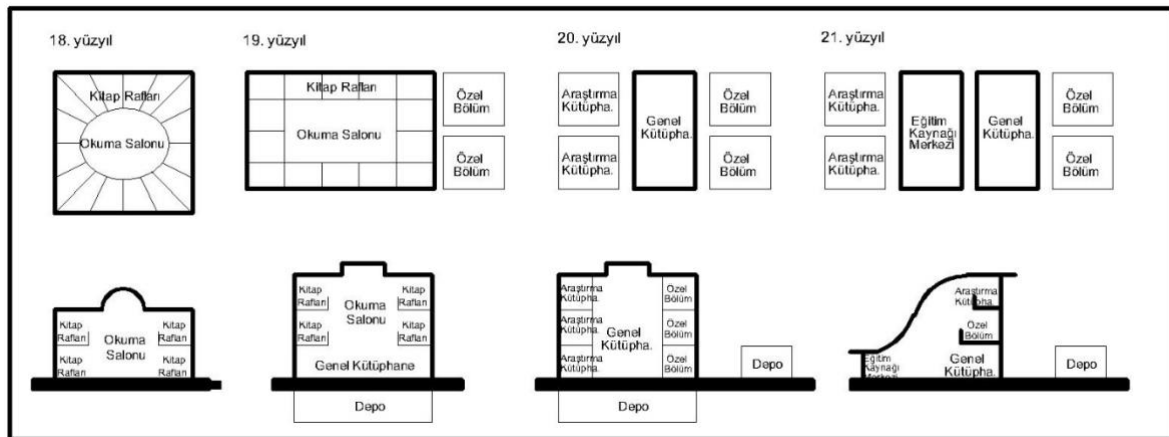 18. yüzyıl
19. yüzyıl
20. yüzyıl
21. yüzyıl
Kitap Rafları
Okuma Salonu
Kitap Rafları
Okuma Salonu
Özel
Bölüm
Özel
Bölüm
Araştırma
Kütüpha.
Araştırma
Kütüpha.
Genel
Kütüpha.
Özel
Bölüm
Özel
Bölüm
Araştırma
Kütüpha.
Araştırma
Kütüpha.
Eğitim
Kaynağı
Merkezi
Genel
Kütüpha.
Özel
Bölüm
Özel
Bölüm
Kitap
Rafları
Kitap
Rafları
Okuma
Salonu
Kitap
Rafları
Kitap
Rafları
Kitap
Rafları
Kitap
Rafları
Okuma
Salonu
Kitap
Rafları
Kitap
Rafları
Genel Kütüphane
Depo
Araştırma
Kütüpha.
Araştırma
Kütüpha.
Araştırma
Kütüpha.
Genel
Kütüpha.
Özel
Bölüm
Özel
Bölüm
Özel
Bölüm
Depo
Depo
Araştırma
Kütüpha.
Özel
Bölüm
Eğitim
Kaynağı
Merkezi
Genel
Kütüpha.
Depo